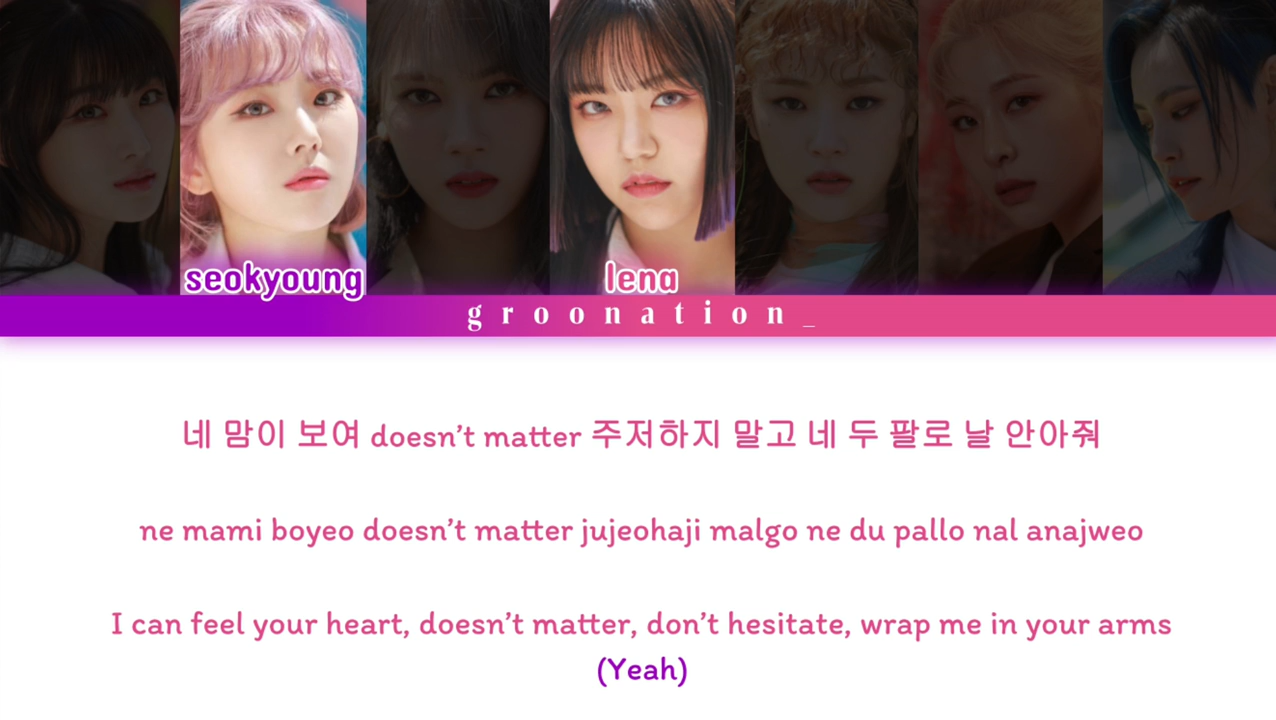 seokyoung
lena
groonation_
네 맘이 보여 doesn't matter 주저하지 말고 네 두 팔로 날 안아줘
ne mami boyeo doesn't matter jujeohaji malgo ne du pallo nal anajweo
I can feel your heart, doesn't matter, don't hesitate, wrap me in your arms
(Yeah)